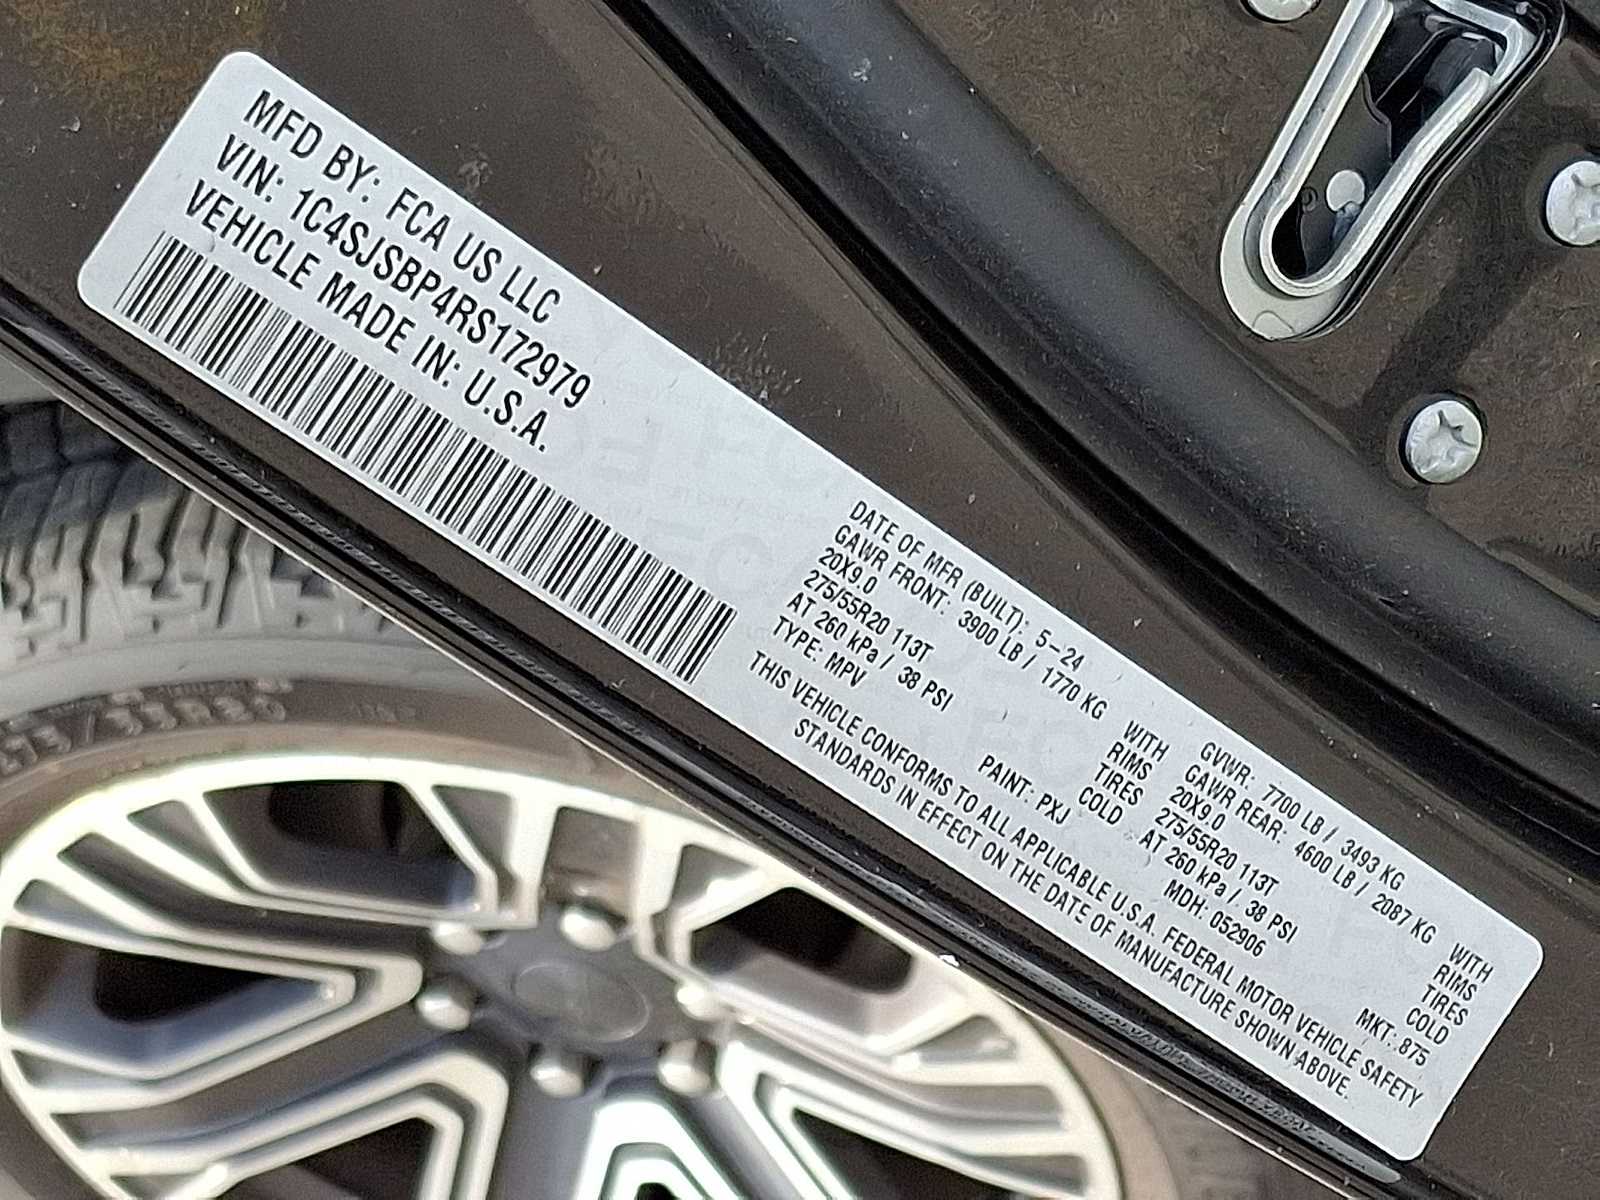 MFD BY: FCA US LLC
VIN: 1C4SJSBP4RS172979
VEHICLE MADE IN: U.S.A.
DATE OF MFR (BUILT): 5-24 GVWR: 7700 LB / 3493 KG
GAWR FRONT: 3900 LB / 1770 KG WITH GAWR REAR: 4600 LB / 2087 KG WITH
20X9.0 RIMS 20X9.0 RIMS
275/55R20 113T TIRES 275/55R20 113T TIRES
AT 260 kPa / 38 PSI COLD AT 260 kPa / 38 PSI COLD
TYPE: MPV PAINT: PXJ MDH: 052906 MKT: 875
THIS VEHICLE CONFORMS TO ALL APPLICABLE U.S.A. FEDERAL MOTOR VEHICLE SAFETY
STANDARDS IN EFFECT ON THE DATE OF MANUFACTURE SHOWN ABOVE.